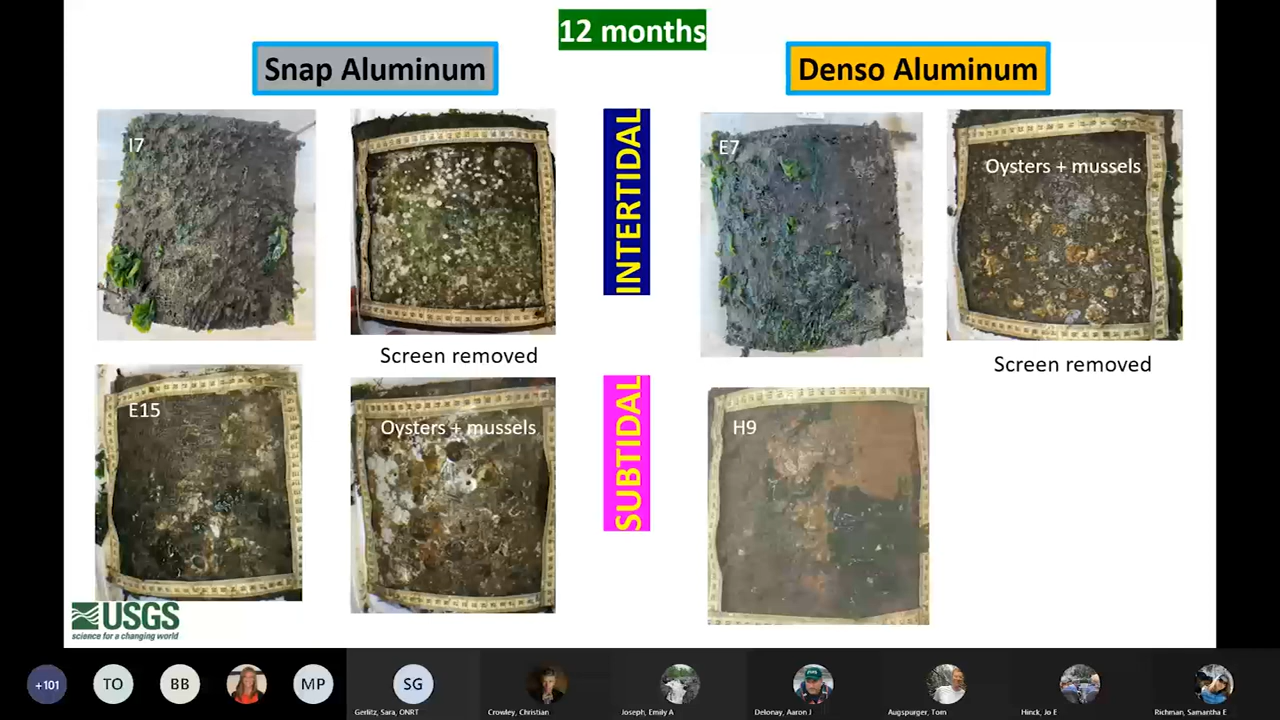 12 months
Snap Aluminum
Denso Aluminum
I7
INTERTIDAL
E7
Oysters + mussels
Screen removed
Screen removed
E15
Oysters + mussels
SUBTIDAL
H9
USGS
science for a changing world
+101
TO
BB
MP
SG
Gerlitz, Sara, ONRT
Crowley, Christian
Joseph, Emily A
Delonay, Aaron J
Augspurger, Tom
Hinck, Jo E
Richman, Samantha E